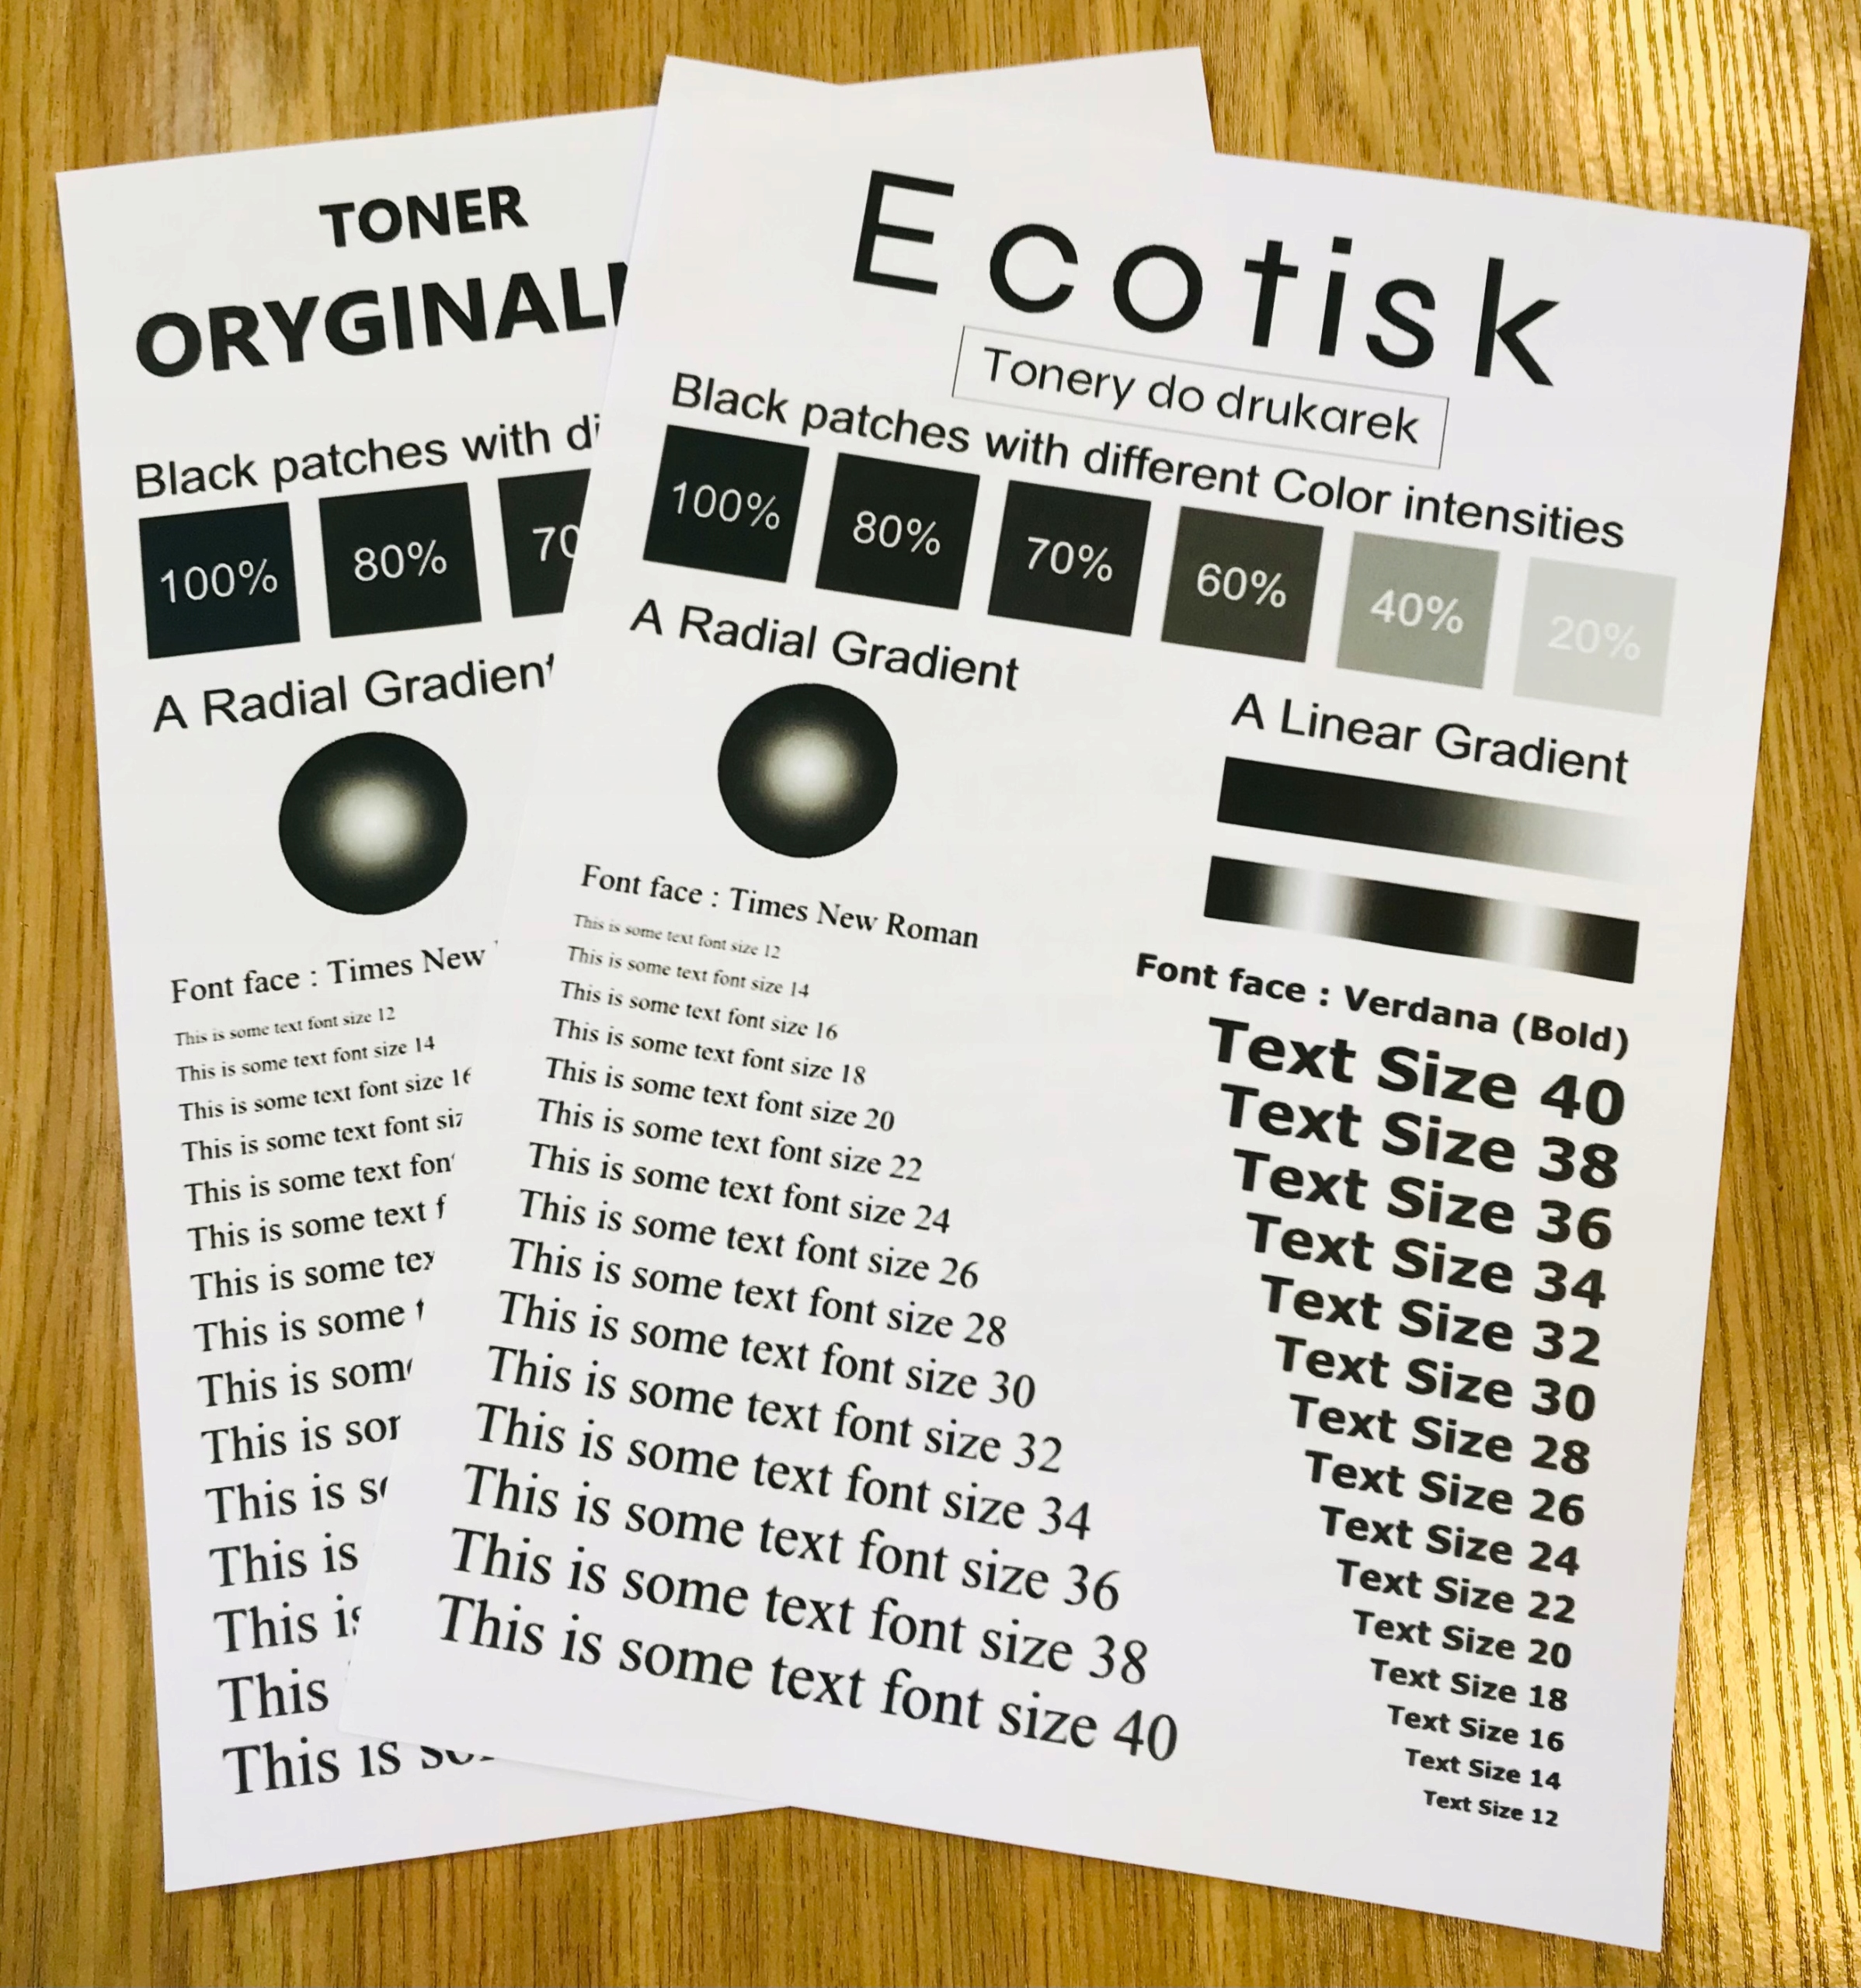 TONER
Black patches with
100% 80%
A Radial Gradient
Font face : Times New
This is some text font size 12
This is some text font size 14
This is some text font size
This is some text font
This is some text
This is some text
This is some
This is some
This is
This is
This is
This is
This
This
This is
Ecotisk
Tonery do drukarek
Black patches with different Color intensities
100% 80% 70% 60% 40% 20%
A Radial Gradient
A Linear Gradient
Font face : Times New Roman
This is some text font size 12
This is some text font size 14
This is some text font size 16
This is some text font size 18
This is some text font size 20
This is some text font size 22
This is some text font size 24
This is some text font size 26
This is some text font size 28
This is some text font size 30
This is some text font size 32
This is some text font size 34
This is some text font size 36
This is some text font size 38
This is some text font size 40
Font face : Verdana (Bold)
Text Size 40
Text Size 38
Text Size 36
Text Size 34
Text Size 32
Text Size 30
Text Size 28
Text Size 26
Text Size 24
Text Size 22
Text Size 20
Text Size 18
Text Size 16
Text Size 14
Text Size 12